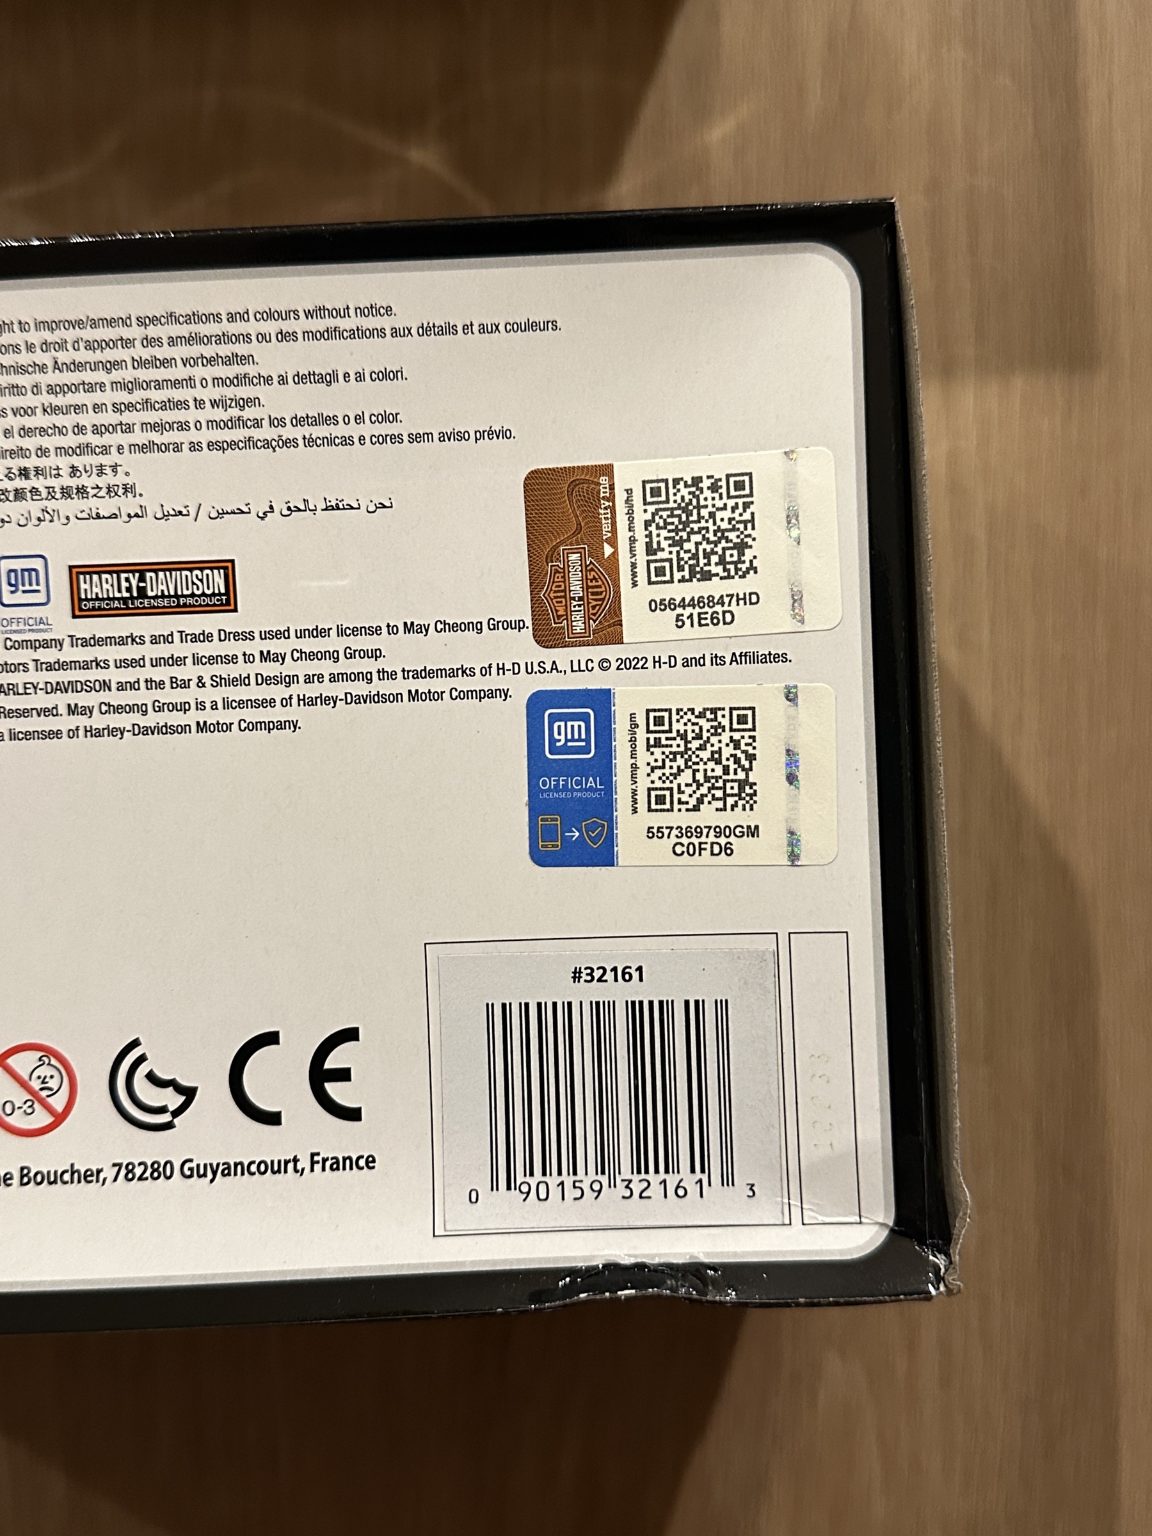 ght to improve/amend specifications and colours without notice.
ons le droit d'apporter des améliorations ou des modifications aux détails et aux couleurs.
chnische Änderungen bleiben vorbehalten.
iritto di apportare miglioramenti o modifiche ai dettagli e ai colori.
s voor kleuren en specificaties te wijzigen.
el derecho de aportar mejoras o modificar los detalles o el color.
ireito de modificar e melhorar as especificações técnicas e cores sem aviso prévio.
る権利は あります。
改颜色及规格之权利。
نحن نحتفظ بالحق في تحسين / تعديل المواصفات والألوان دو
verify me
MOTOR
HARLEY-DAVIDSON
CYCLES
www.vmp.mobi/hd
056446847HD
51E6D
gm
OFFICIAL
LICENSED PRODUCT
HARLEY-DAVIDSON
OFFICIAL LICENSED PRODUCT
Company Trademarks and Trade Dress used under license to May Cheong Group.
otors Trademarks used under license to May Cheong Group.
ARLEY-DAVIDSON and the Bar & Shield Design are among the trademarks of H-D U.S.A., LLC © 2022 H-D and its Affiliates.
Reserved. May Cheong Group is a licensee of Harley-Davidson Motor Company.
a licensee of Harley-Davidson Motor Company.
gm
OFFICIAL
LICENSED PRODUCT
www.vmp.mobi/gm
557369790GM
C0FD6
#32161
0 90159 32161 3
0-3
CE
e Boucher, 78280 Guyancourt, France